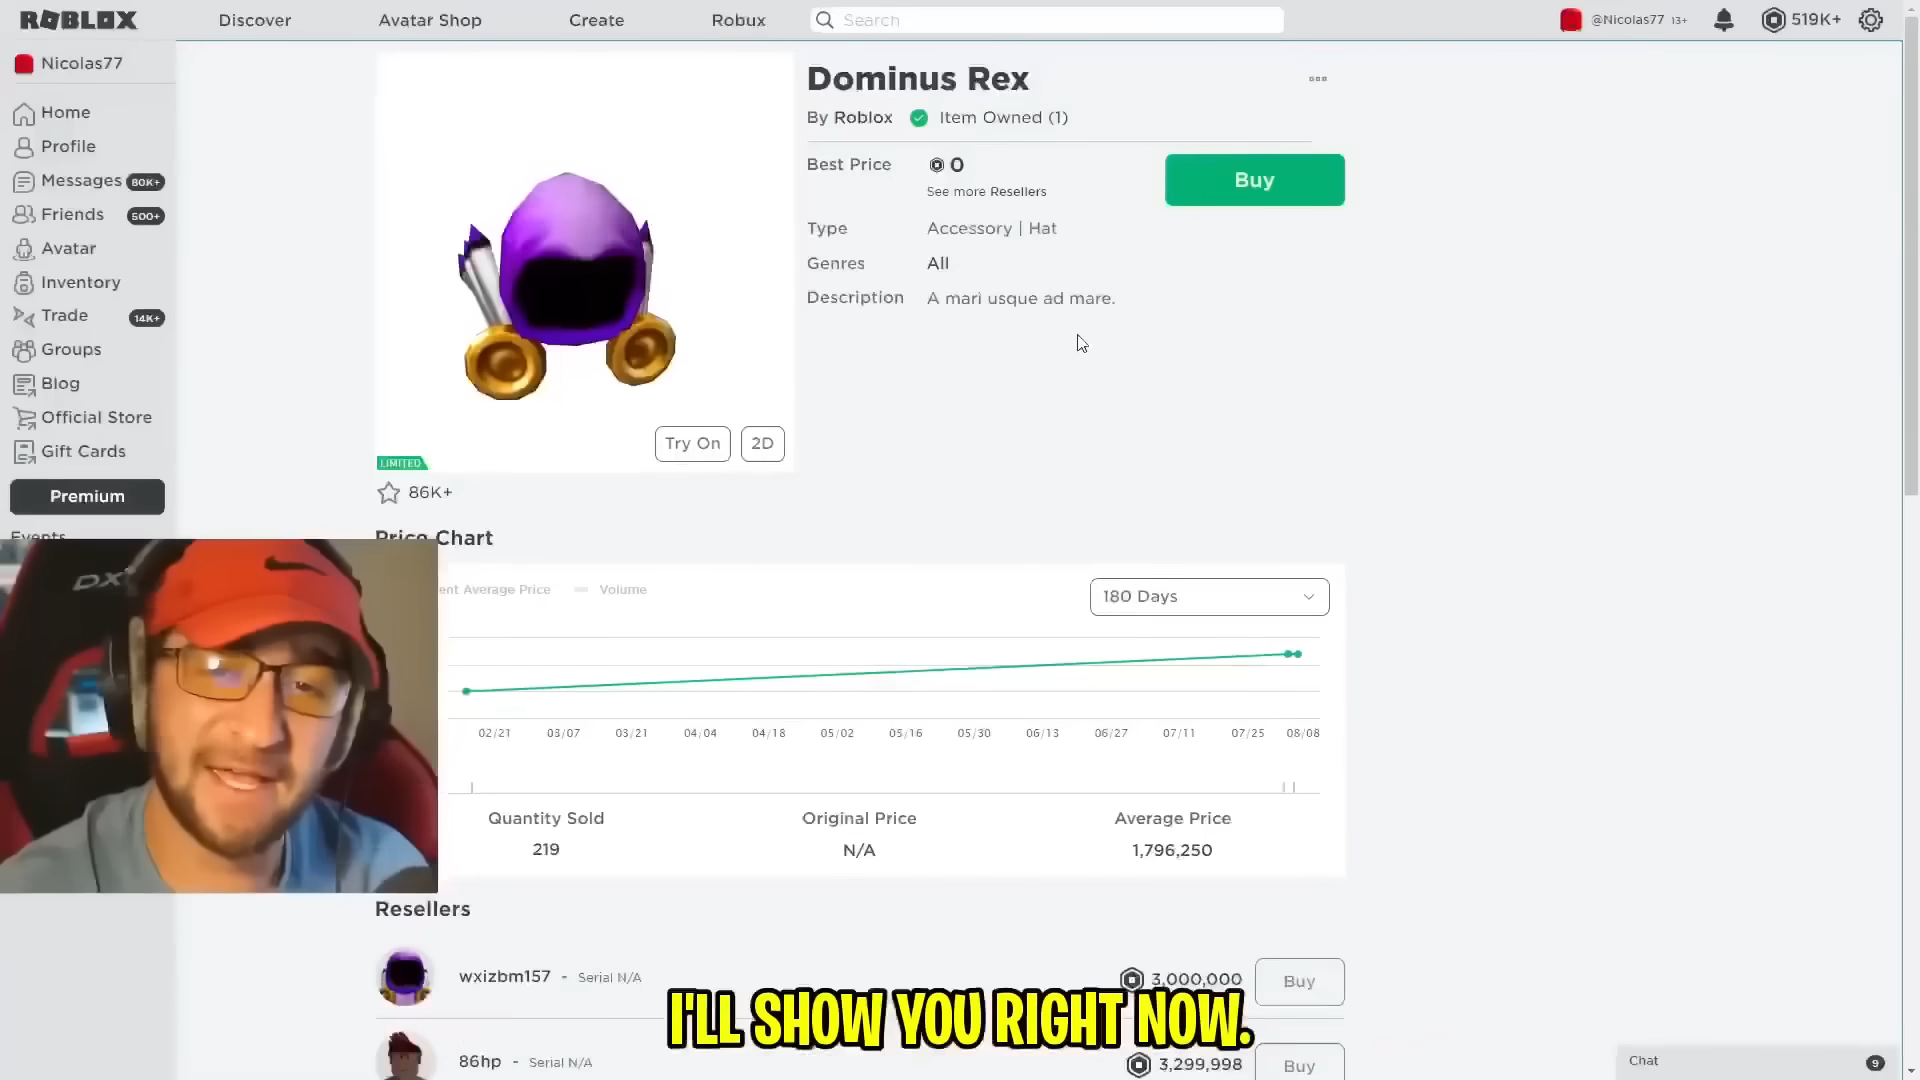 ROBLOX Discover Avatar Shop Create Robux Search @Nicolas77 13+ 519K+
Nicolas77
Home
Profile
Messages 80K+
Friends 500+
Avatar
Inventory
Trade 14K+
Groups
Blog
Official Store
Gift Cards
Premium
Events
Dominus Rex
By Roblox Item Owned (1)
Best Price 0
See more Resellers
Buy
Type Accessory | Hat
Genres All
Description A mari usque ad mare.
Try On 2D
LIMITED
86K+
Price Chart
Average Price Volume
180 Days
02/21 03/07 03/21 04/04 04/18 05/02 05/16 05/30 06/13 06/27 07/11 07/25 08/08
Quantity Sold Original Price Average Price
219 N/A 1,796,250
Resellers
wxizbm157 - Serial N/A 3,000,000 Buy
I'LL SHOW YOU RIGHT NOW.
86hp - Serial N/A 3,299,998 Buy
Chat 9
DX